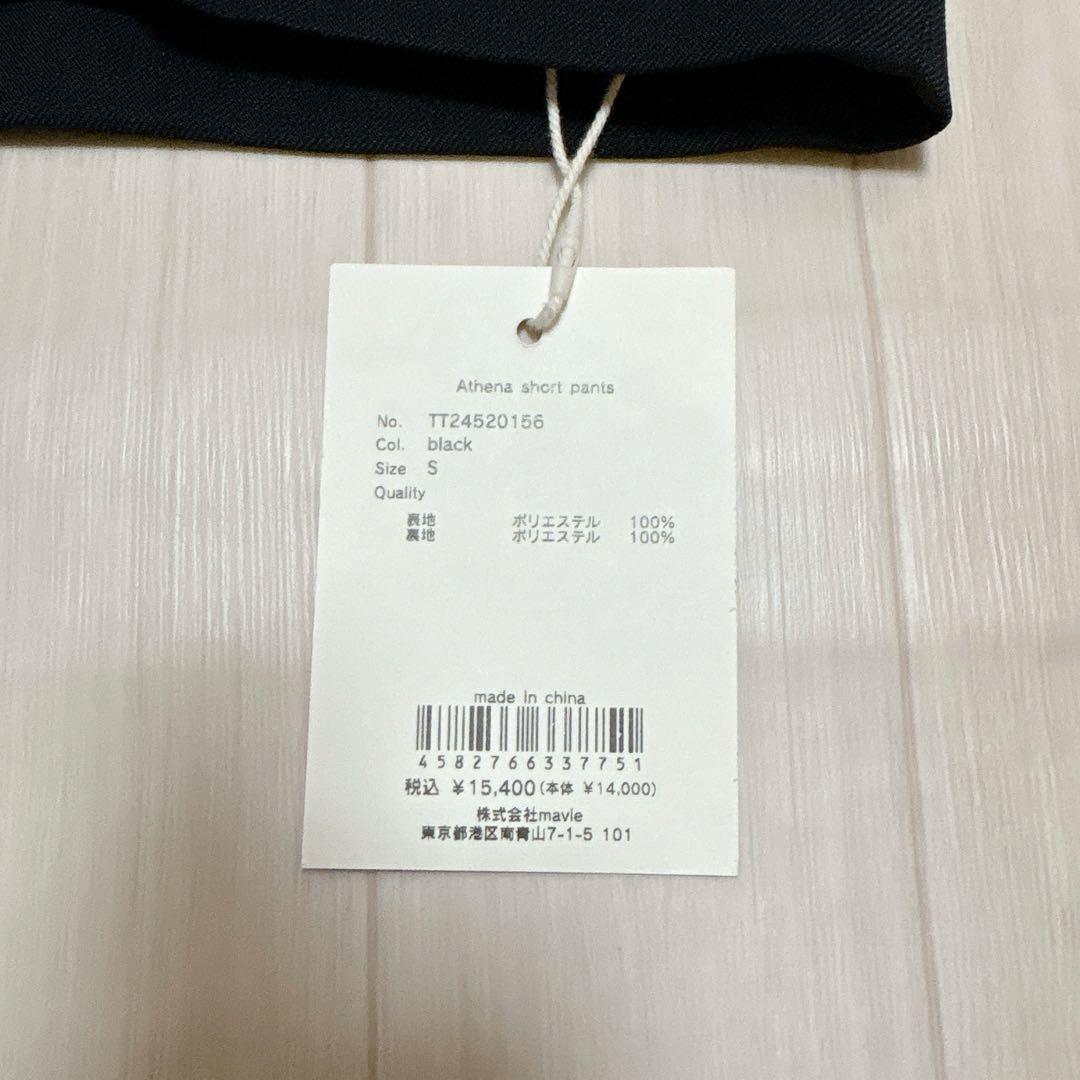 Athena short pants
No. TT24520156
Col. black
Size S
Quality
表地 ポリエステル 100%
裏地 ポリエステル 100%
made in china
4582766337751
税込 ¥15,400(本体 ¥14,000)
株式会社mavie
東京都港区南青山7-1-5 101